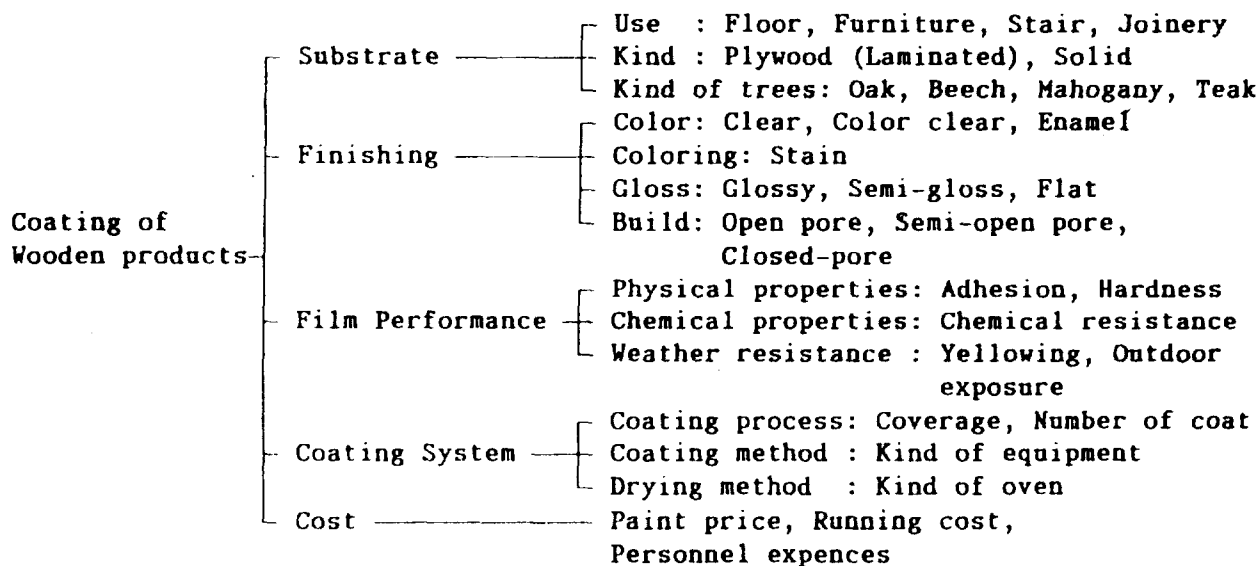 Use : Floor, Furniture, Stair, Joinery
Substrate Kind : Plywood (Laminated), Solid
Kind of trees: Oak, Beech, Mahogany, Teak
Color: Clear, Color clear, Enamel
Finishing Coloring: Stain
Gloss: Glossy, Semi-gloss, Flat
Coating of Build: Open pore, Semi-open pore,
Wooden products Closed-pore
Physical properties: Adhesion, Hardness
Film Performance Chemical properties: Chemical resistance
Weather resistance : Yellowing, Outdoor
exposure
Coating process: Coverage, Number of coat
Coating System Coating method : Kind of equipment
Drying method : Kind of oven
Cost Paint price, Running cost,
Personnel expences